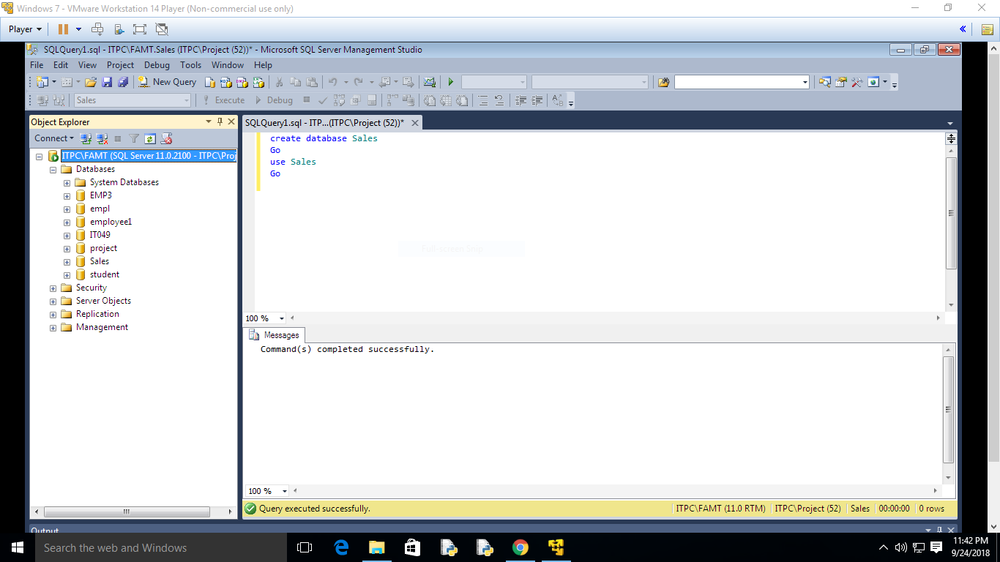 Windows 7 - VMware Workstation 14 Player (Non-commercial use only)
Player
SQLQuery1.sql - ITPC\FAMT.Sales (ITPC\Project (52))* - Microsoft SQL Server Management Studio
File Edit View Project Debug Tools Window Help
New Query
Sales Execute Debug
Object Explorer
SQLQuery1.sql - ITP...(ITPC\Project (52))*
Connect
ITPC\FAMT (SQL Server 11.0.2100 - ITPC\Proj
Databases
System Databases
EMP3
empl
employee1
IT049
project
Sales
student
Security
Server Objects
Replication
Management
create database Sales
Go
use Sales
Go
Full-screen Snip
100 %
Messages
Command(s) completed successfully.
100 %
Query executed successfully. ITPC\FAMT (11.0 RTM) ITPC\Project (52) Sales 00:00:00 0 rows
Output
Search the web and Windows
11:42 PM
9/24/2018